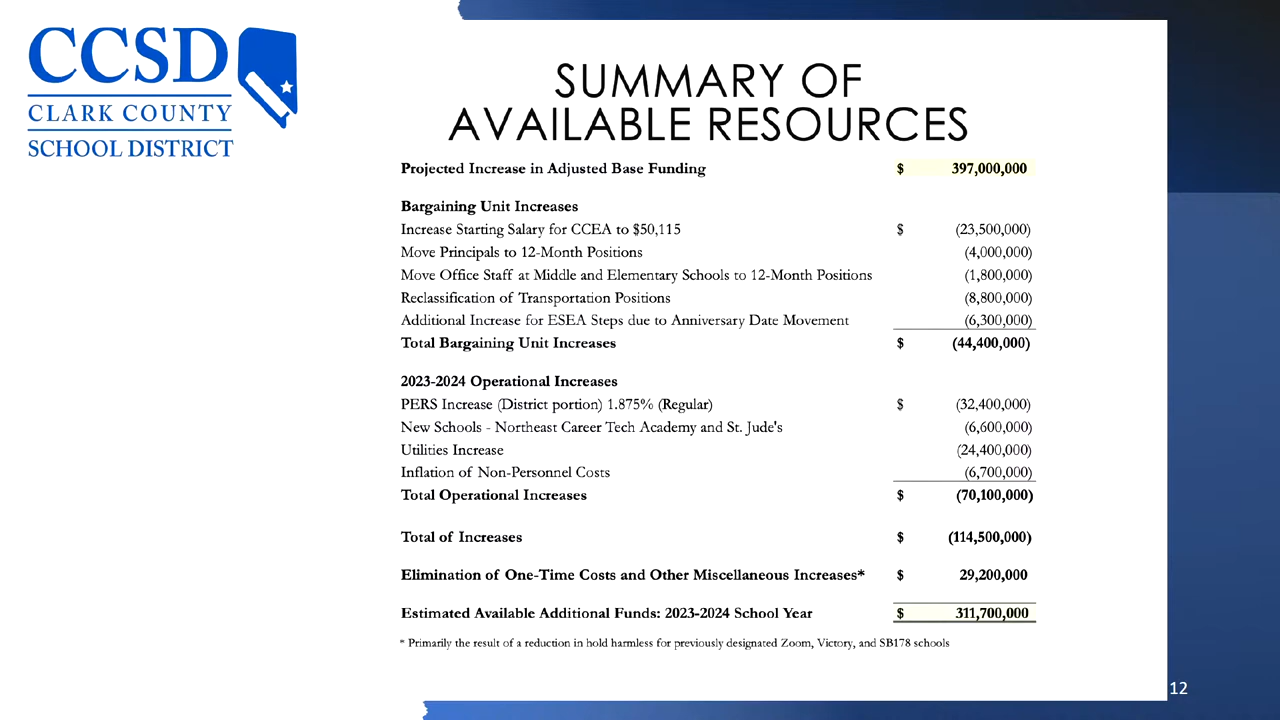 CCSD
CLARK COUNTY
SCHOOL DISTRICT
SUMMARY OF
AVAILABLE RESOURCES
Projected Increase in Adjusted Base Funding $ 397,000,000
Bargaining Unit Increases
Increase Starting Salary for CCEA to $50,115 $ (23,500,000)
Move Principals to 12-Month Positions (4,000,000)
Move Office Staff at Middle and Elementary Schools to 12-Month Positions (1,800,000)
Reclassification of Transportation Positions (8,800,000)
Additional Increase for ESEA Steps due to Anniversary Date Movement (6,300,000)
Total Bargaining Unit Increases $ (44,400,000)
2023-2024 Operational Increases
PERS Increase (District portion) 1.875% (Regular) $ (32,400,000)
New Schools - Northeast Career Tech Academy and St. Jude's (6,600,000)
Utilities Increase (24,400,000)
Inflation of Non-Personnel Costs (6,700,000)
Total Operational Increases $ (70,100,000)
Total of Increases $ (114,500,000)
Elimination of One-Time Costs and Other Miscellaneous Increases* $ 29,200,000
Estimated Available Additional Funds: 2023-2024 School Year $ 311,700,000
* Primarily the result of a reduction in hold harmless for previously designated Zoom, Victory, and SB178 schools
12